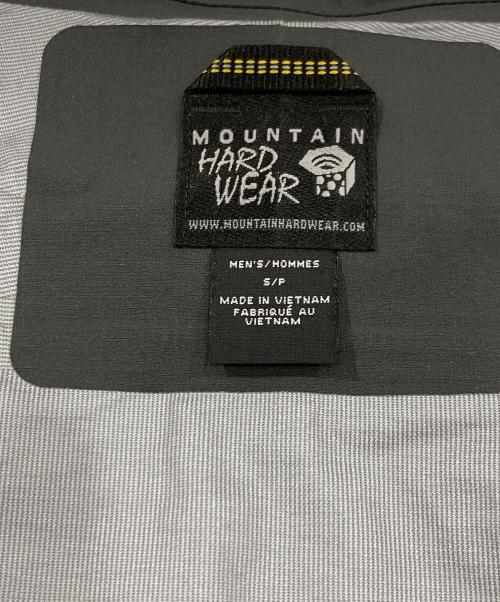 MOUNTAIN
HARD
WEAR
WWW.MOUNTAINHARDWEAR.COM
MEN'S/HOMMES
S/P
MADE IN VIETNAM
FABRIQUÉ AU
VIETNAM